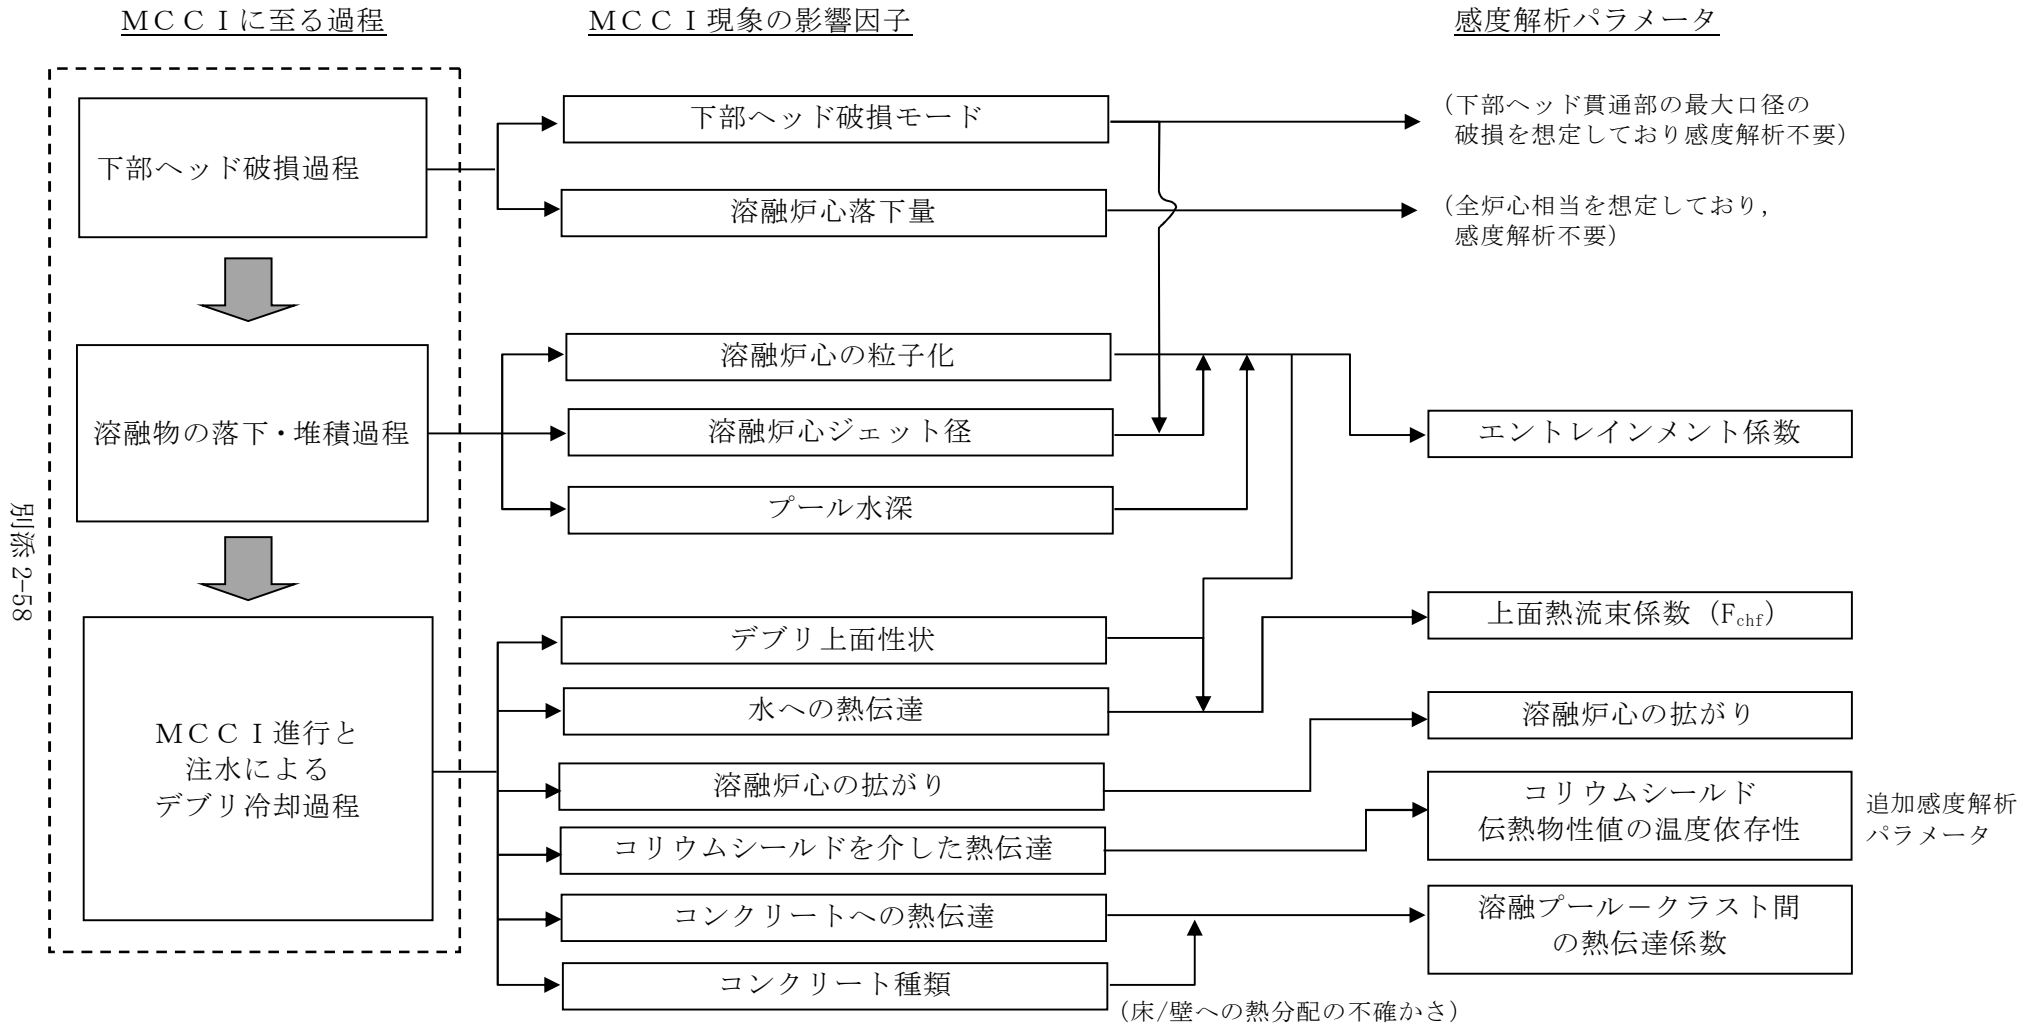 ＭＣＣＩに至る過程
ＭＣＣＩ現象の影響因子
感度解析パラメータ
下部ヘッド破損過程
溶融物の落下・堆積過程
ＭＣＣＩ進行と
注水による
デブリ冷却過程
下部ヘッド破損モード
溶融炉心落下量
溶融炉心の粒子化
溶融炉心ジェット径
プール水深
デブリ上面性状
水への熱伝達
溶融炉心の拡がり
コリウムシールドを介した熱伝達
コンクリートへの熱伝達
コンクリート種類
（床/壁への熱分配の不確かさ）
（下部ヘッド貫通部の最大口径の
破損を想定しており感度解析不要）
（全炉心相当を想定しており，
感度解析不要）
エントレインメント係数
上面熱流束係数（Fchf）
溶融炉心の拡がり
コリウムシールド
伝熱物性値の温度依存性
追加感度解析
パラメータ
溶融プール－クラスト間
の熱伝達係数
別添 2-58